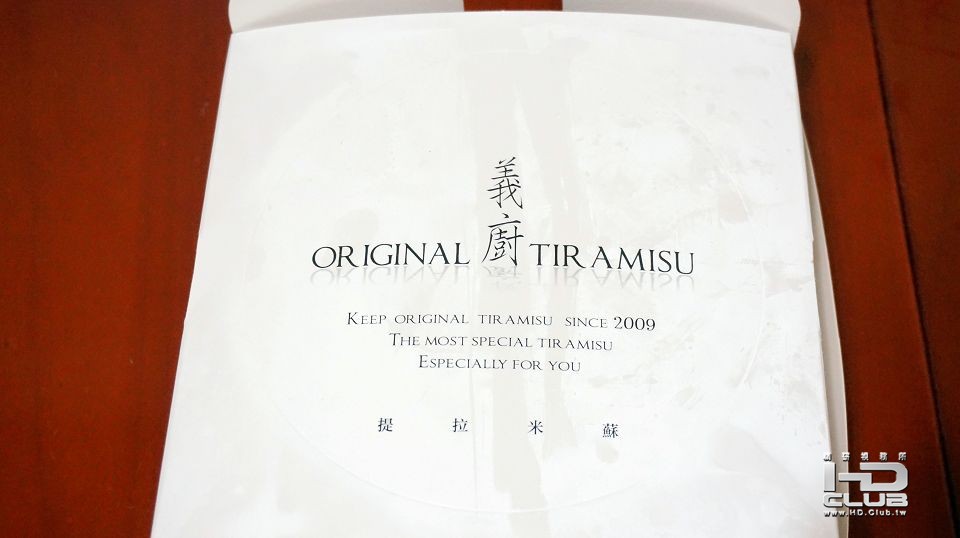 義廚
ORIGINAL TIRAMISU
KEEP ORIGINAL TIRAMISU SINCE 2009
THE MOST SPECIAL TIRAMISU
ESPECIALLY FOR YOU
提拉米蘇
HD
CLUB
www.HD.Club.tw